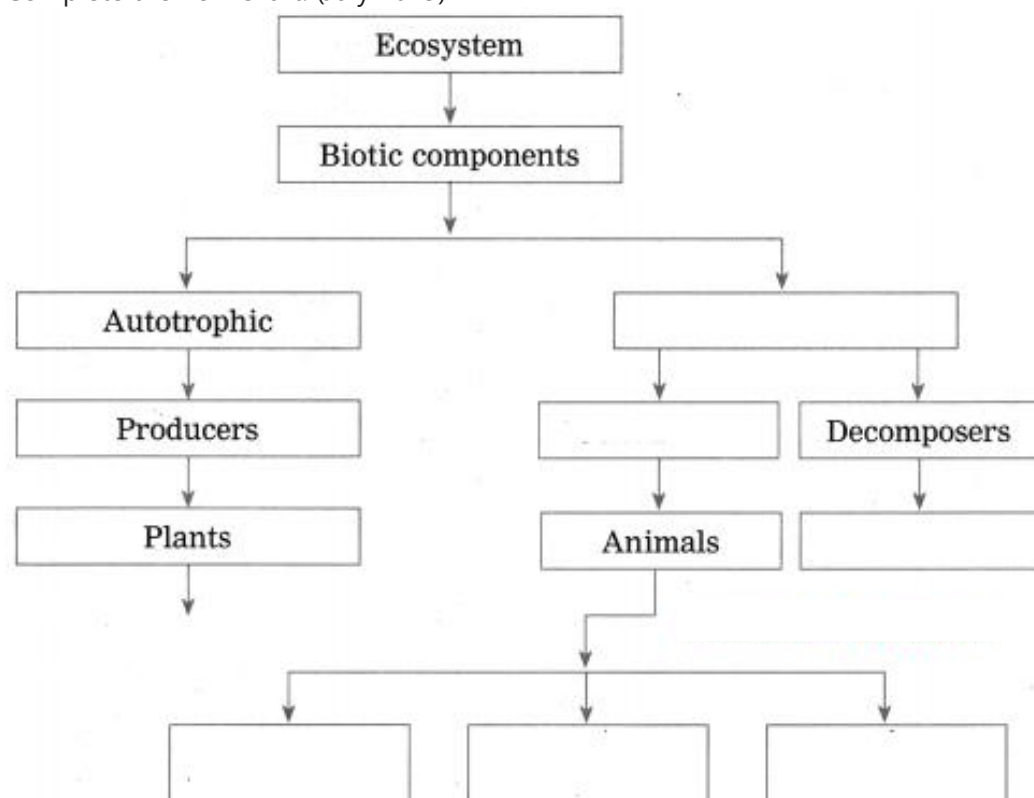 Ecosystem
Biotic components
Autotrophic
Producers
Decomposers
Plants
Animals